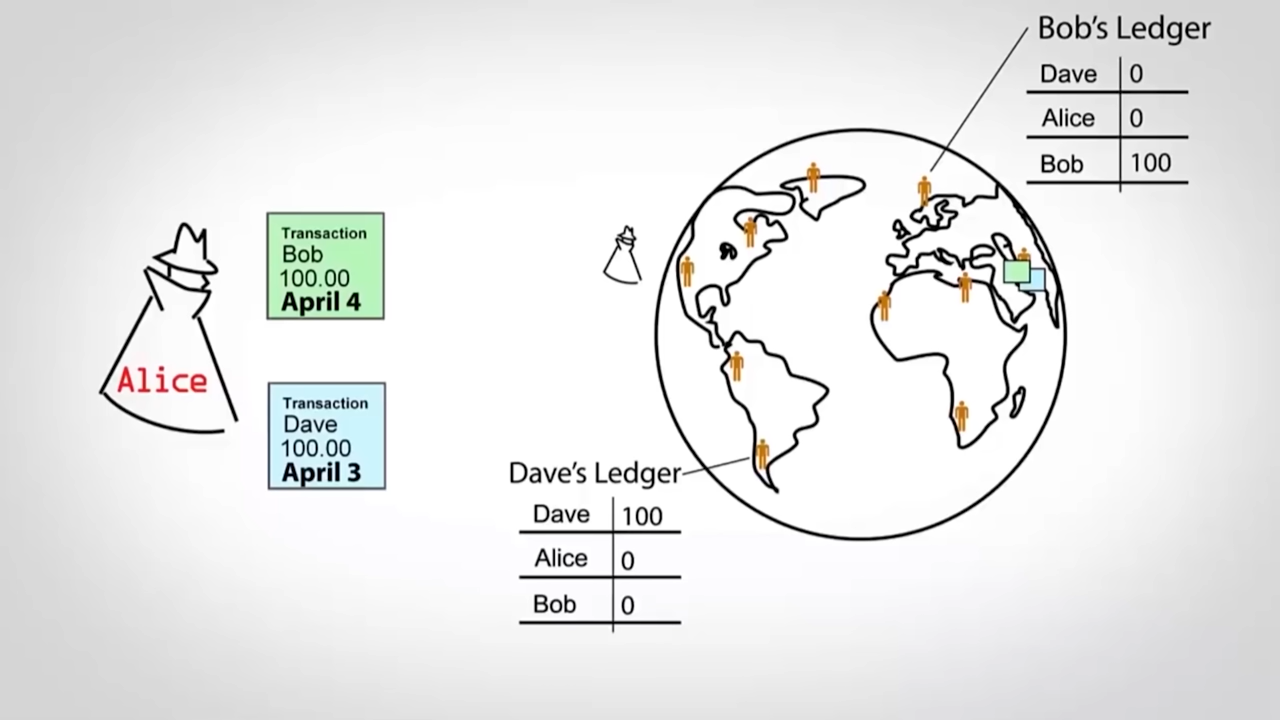 Bob's Ledger
Dave 0
Alice 0
Bob 100
Transaction
Bob
100.00
April 4
Alice
Transaction
Dave
100.00
April 3
Dave's Ledger
Dave 100
Alice 0
Bob 0